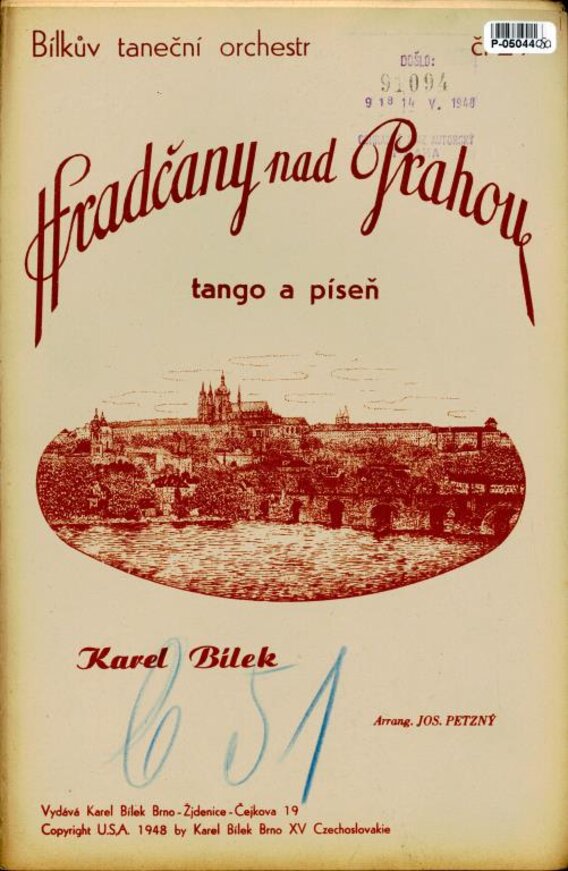 Bílkův taneční orchestr
P-05044
DOŠLO:
91094
14 V. 1948
Hradčany nad Prahou
tango a píseň
Karel Bílek
651
Arrang. JOS. PETZNÝ
Vydává Karel Bílek Brno-Žjdenice-Čejkova 19
Copyright U.S.A. 1948 by Karel Bílek Brno XV Czechoslovakie